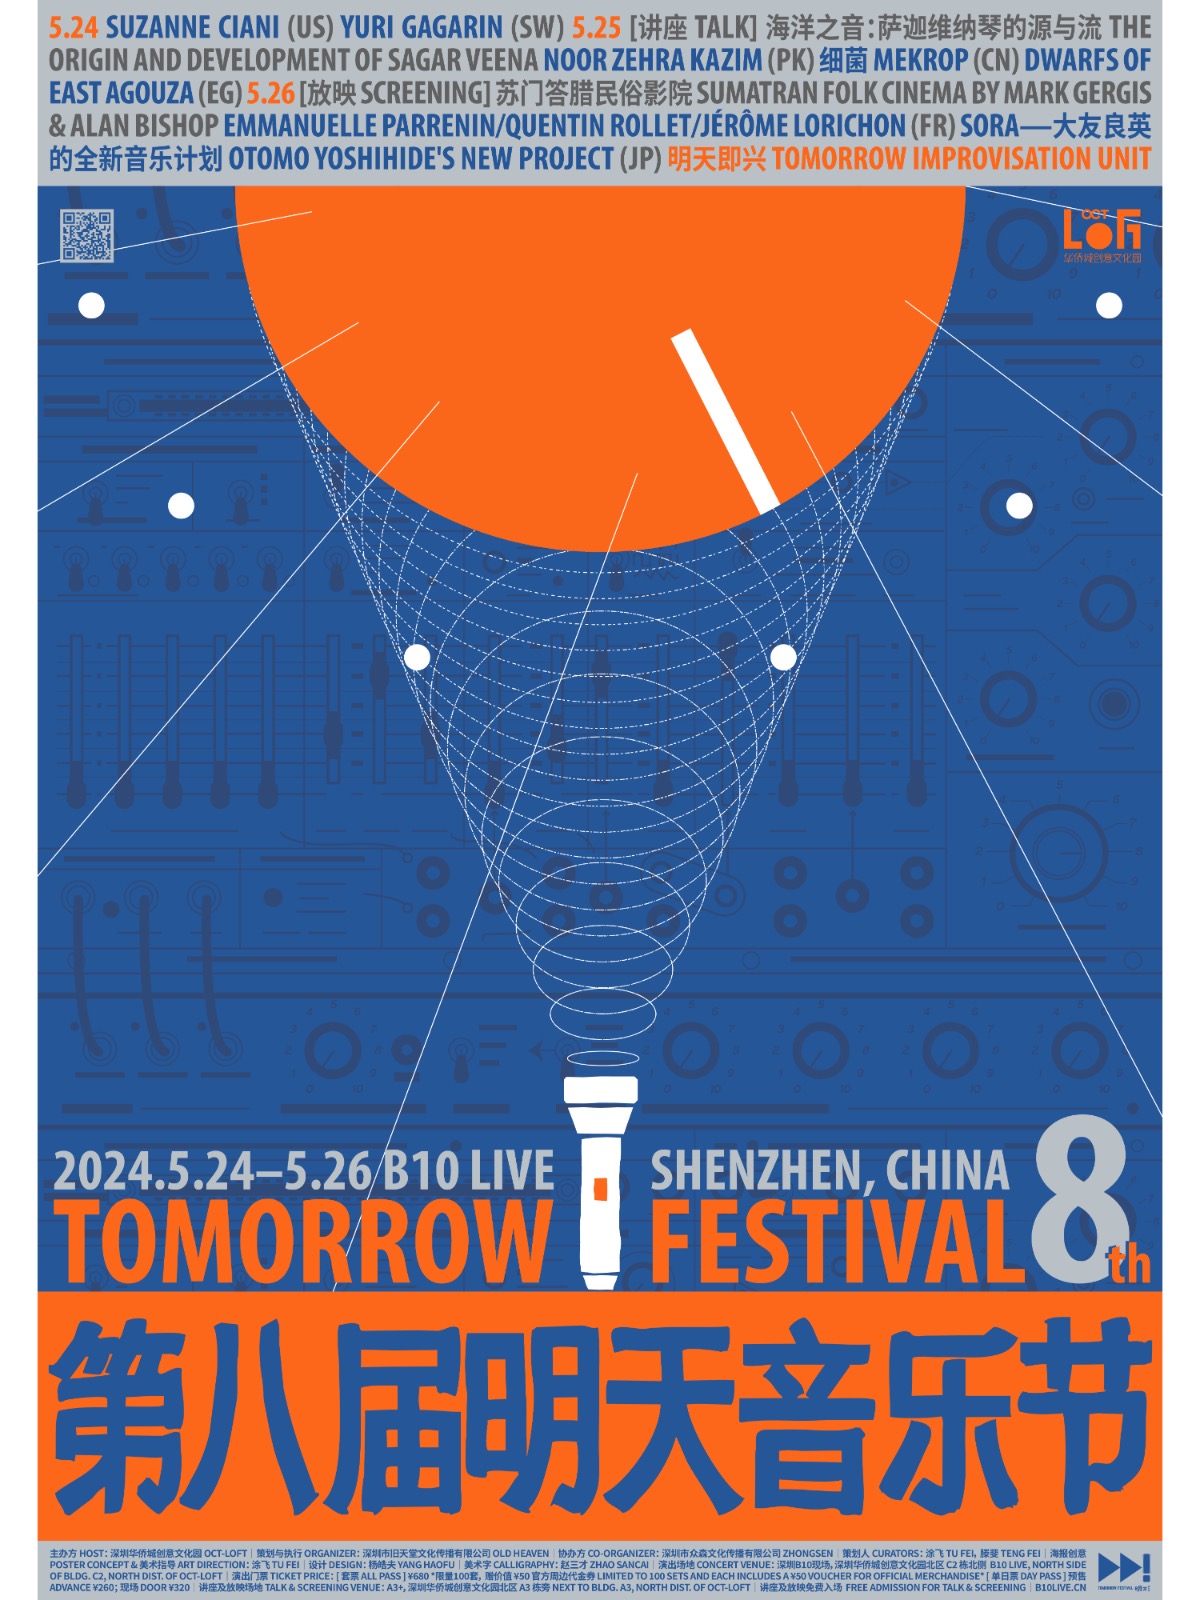 5.24 SUZANNE CIANI (US) YURI GAGARIN (SW) 5.25 [讲座 TALK] 海洋之音：萨迦维纳琴的源与流 THE
ORIGIN AND DEVELOPMENT OF SAGAR VEENA NOOR ZEHRA KAZIM (PK) 细菌 MEKROP (CN) DWARFS OF
EAST AGOUZA (EG) 5.26 [放映 SCREENING] 苏门答腊民俗影院 SUMATRAN FOLK CINEMA BY MARK GERGIS
& ALAN BISHOP EMMANUELLE PARRENIN/QUENTIN ROLLET/JÉRÔME LORICHON (FR) SORA——大友良英
的全新音乐计划 OTOMO YOSHIHIDE'S NEW PROJECT (JP) 明天即兴 TOMORROW IMPROVISATION UNIT
OCT
LOFT
华侨城创意文化园
2024.5.24–5.26 B10 LIVE SHENZHEN, CHINA
TOMORROW FESTIVAL 8th
第八届明天音乐节
主办方 HOST：深圳华侨城创意文化园 OCT-LOFT｜策划与执行 ORGANIZER：深圳市旧天堂文化传播有限公司 OLD HEAVEN｜协办方 CO-ORGANIZER：深圳市众森文化传播有限公司 ZHONGSEN｜策划人 CURATORS：涂飞 TU FEI，滕斐 TENG FEI｜海报创意
POSTER CONCEPT & 美术指导 ART DIRECTION：涂飞 TU FEI｜设计 DESIGN：杨皓夫 YANG HAOFU｜美术字 CALLIGRAPHY：赵三才 ZHAO SANCAI｜演出场地 CONCERT VENUE：深圳B10现场，深圳华侨城创意文化园北区 C2 栋北侧 B10 LIVE, NORTH SIDE
OF BLDG. C2, NORTH DIST. OF OCT-LOFT｜演出门票 TICKET PRICE：[ 套票 ALL PASS ] ¥680 *限量100套，赠价值 ¥50 官方周边代金券 LIMITED TO 100 SETS AND EACH INCLUDES A ¥50 VOUCHER FOR OFFICIAL MERCHANDISE* [ 单日票 DAY PASS ] 预售
ADVANCE ¥260；现场 DOOR ¥320｜讲座及放映场地 TALK & SCREENING VENUE：A3+，深圳华侨城创意文化园北区 A3 栋旁 NEXT TO BLDG. A3, NORTH DIST. OF OCT-LOFT｜讲座及放映免费入场 FREE ADMISSION FOR TALK & SCREENING｜B10LIVE.CN